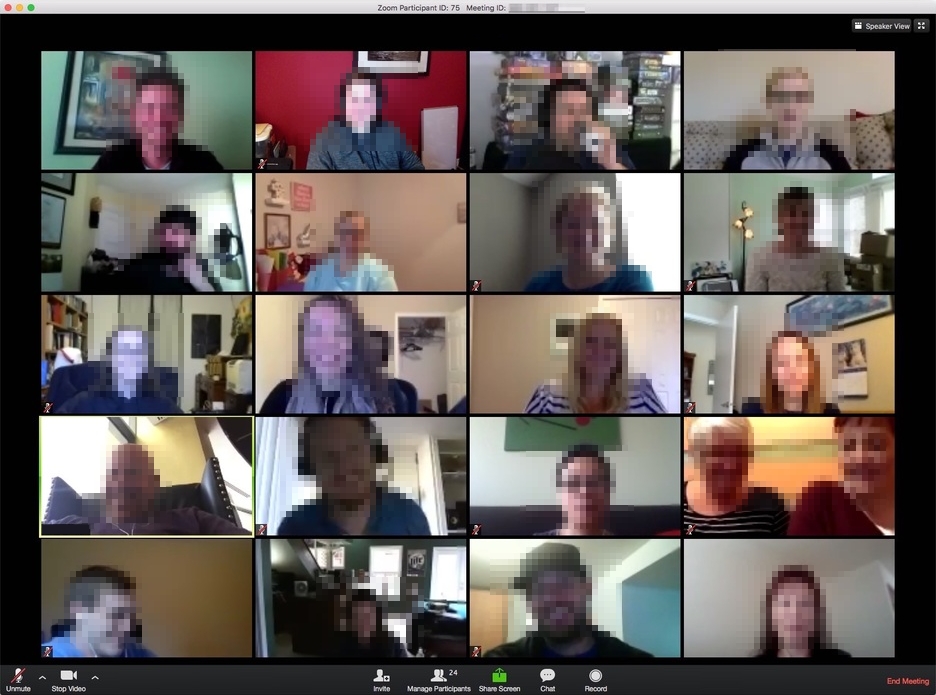 Zoom Participant ID: 75 Meeting ID:
Speaker View
Unmute
Stop Video
Invite
24
Manage Participants
Share Screen
Chat
Record
End Meeting